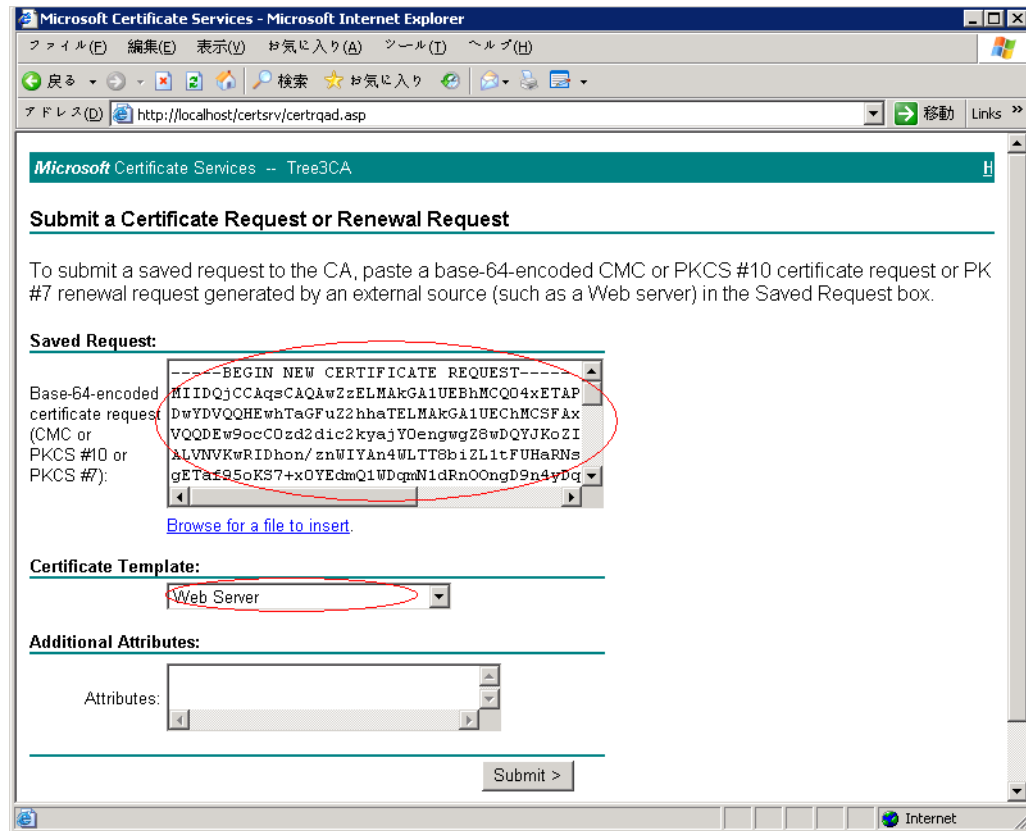 Microsoft Certificate Services - Microsoft Internet Explorer
ファイル(F) 編集(E) 表示(V) お気に入り(A) ツール(T) ヘルプ(H)
戻る 検索 お気に入り
アドレス(D) http://localhost/certsrv/certrqad.asp 移動 Links »
Microsoft Certificate Services -- Tree3CA H
Submit a Certificate Request or Renewal Request
To submit a saved request to the CA, paste a base-64-encoded CMC or PKCS #10 certificate request or PK
#7 renewal request generated by an external source (such as a Web server) in the Saved Request box.
Saved Request:
Base-64-encoded
certificate request
(CMC or
PKCS #10 or
PKCS #7):
-----BEGIN NEW CERTIFICATE REQUEST-----
MIIDQjCCAqsCAQAwZzELMAkGA1UEBhMCQ04xETAP
DwYDVQQHEwhTaGFuZ2hhaTELMAkGA1UEChMCSFAx
VQQDEw9ocC0zd2dic2kyajY0engwgZ8wDQYJKoZI
ALVNVKwRIDhon/znWIYAn4WLTT8biZL1tFUHaRNs
gETaf95oKS7+xOYEdmQ1WDqmN1dRnOOngD9n4yDq
Browse for a file to insert.
Certificate Template:
Web Server
Additional Attributes:
Attributes:
Submit >
Internet